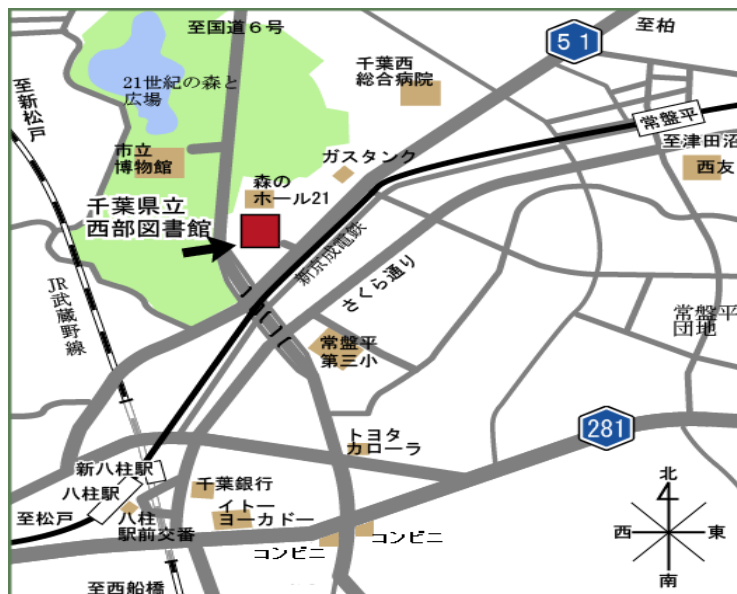 至国道６号
51
至柏
千葉西
総合病院
21世紀の森と
広場
至新松戸
常盤平
至津田沼
西友
市立
博物館
ガスタンク
森の
ホール21
千葉県立
西部図書館
新京成電鉄
さくら通り
JR武蔵野線
常盤平
団地
常盤平
第三小
281
トヨタ
カローラ
新八柱駅
八柱駅
千葉銀行
至松戸
八柱
駅前交番
イトー
ヨーカドー
コンビニ
コンビニ
至西船橋
北
西
東
南